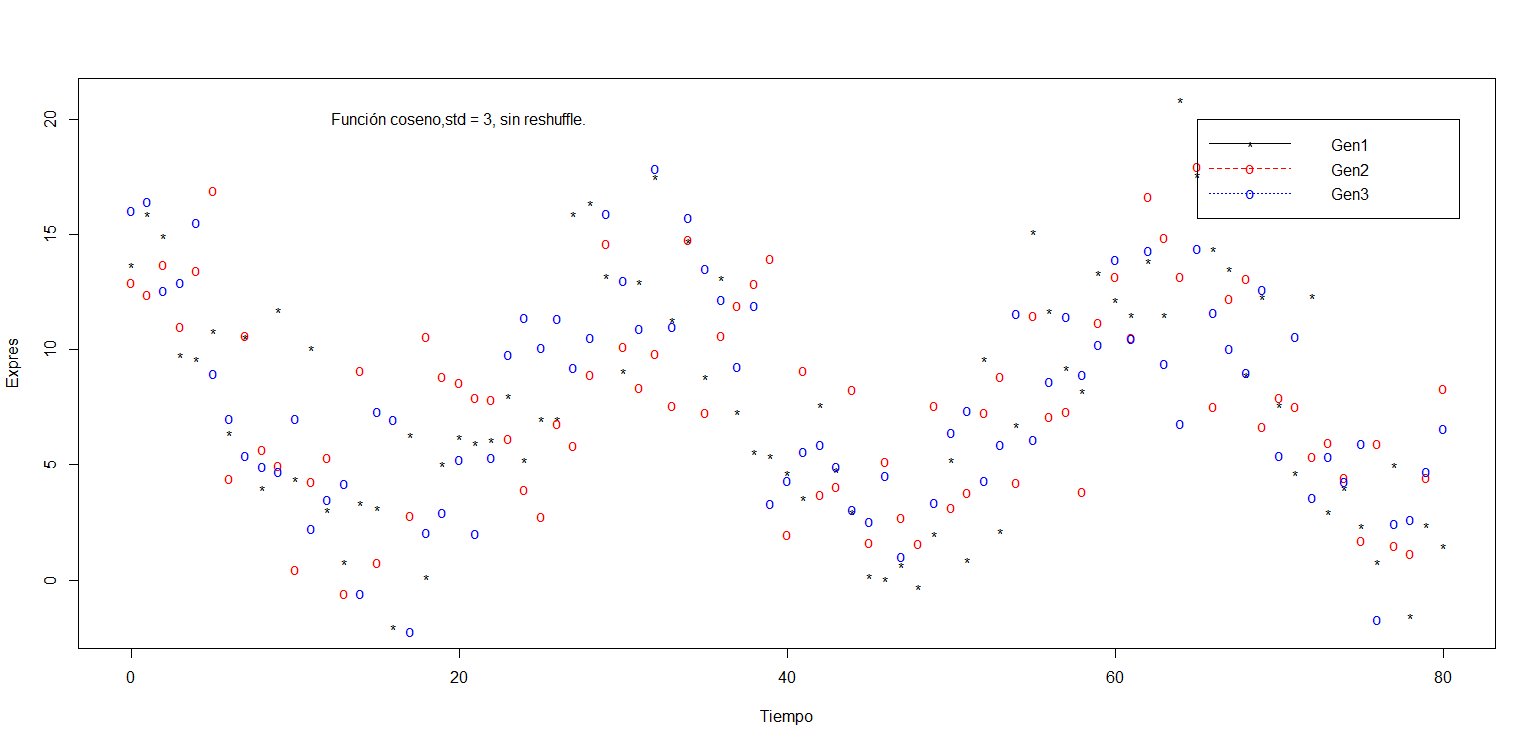 Función coseno,std = 3, sin reshuffle.
Gen1
Gen2
Gen3
Expres
20
15
10
5
0
0 20 40 60 80
Tiempo